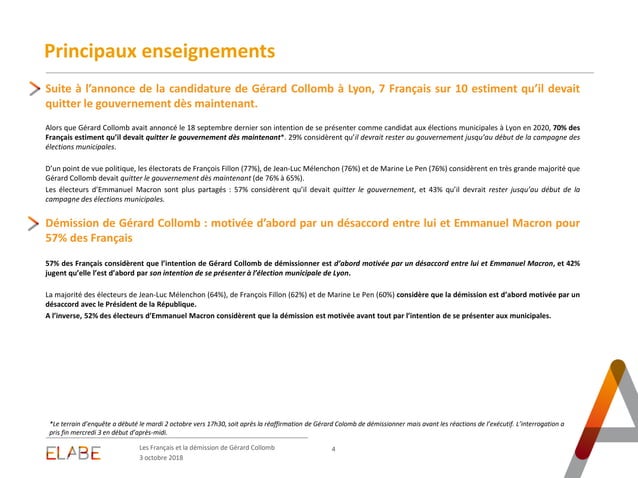 Principaux enseignements
Suite à l’annonce de la candidature de Gérard Collomb à Lyon, 7 Français sur 10 estiment qu’il devait
quitter le gouvernement dès maintenant.
Alors que Gérard Collomb avait annoncé le 18 septembre dernier son intention de se présenter comme candidat aux élections municipales à Lyon en 2020, 70% des
Français estiment qu’il devait quitter le gouvernement dès maintenant*. 29% considèrent qu’il devrait rester au gouvernement jusqu’au début de la campagne des
élections municipales.
D’un point de vue politique, les électorats de François Fillon (77%), de Jean-Luc Mélenchon (76%) et de Marine Le Pen (76%) considèrent en très grande majorité que
Gérard Collomb devait quitter le gouvernement dès maintenant (de 76% à 65%).
Les électeurs d’Emmanuel Macron sont plus partagés : 57% considèrent qu’il devait quitter le gouvernement, et 43% qu’il devrait rester jusqu’au début de la
campagne des élections municipales.
Démission de Gérard Collomb : motivée d’abord par un désaccord entre lui et Emmanuel Macron pour
57% des Français
57% des Français considèrent que l’intention de Gérard Collomb de démissionner est d’abord motivée par un désaccord entre lui et Emmanuel Macron, et 42%
jugent qu’elle l’est d’abord par son intention de se présenter à l’élection municipale de Lyon.
La majorité des électeurs de Jean-Luc Mélenchon (64%), de François Fillon (62%) et de Marine Le Pen (60%) considère que la démission est d’abord motivée par un
désaccord avec le Président de la République.
A l’inverse, 52% des électeurs d’Emmanuel Macron considèrent que la démission est motivée avant tout par l’intention de se présenter aux municipales.
*Le terrain d’enquête a débuté le mardi 2 octobre vers 17h30, soit après la réaffirmation de Gérard Colomb de démissionner mais avant les réactions de l’exécutif. L’interrogation a
pris fin mercredi 3 en début d’après-midi.
ELABE
Les Français et la démission de Gérard Collomb
4
3 octobre 2018